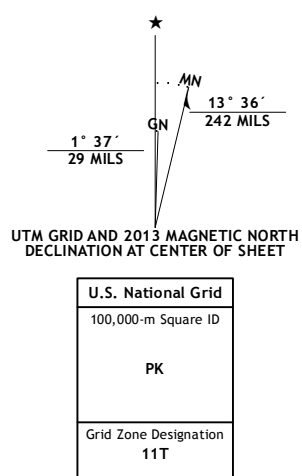 ★
MN
GN
13° 36´
242 MILS
1° 37´
29 MILS
UTM GRID AND 2013 MAGNETIC NORTH
DECLINATION AT CENTER OF SHEET
U.S. National Grid
100,000-m Square ID
PK
Grid Zone Designation
11T